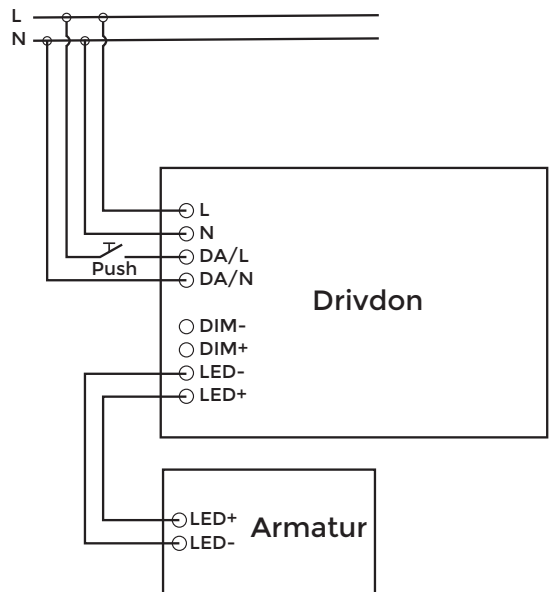 L
N
L
N
DA/L
Push
DA/N
Drivdon
DIM-
DIM+
LED-
LED+
LED+
Armatur
LED-